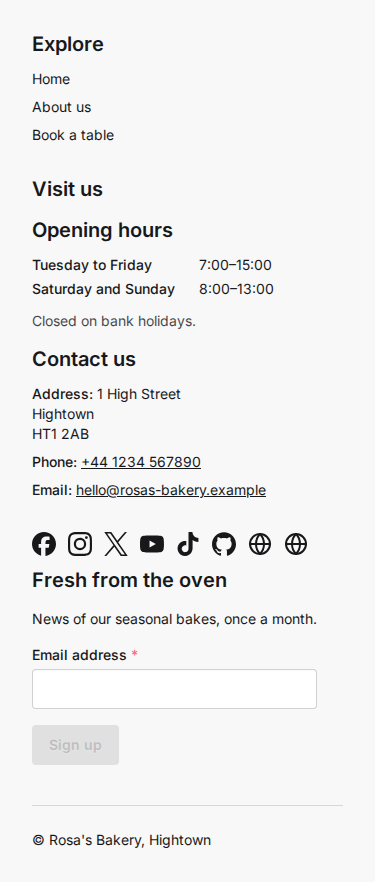 Explore
Home
About us
Book a table
Visit us
Opening hours
Tuesday to Friday 7:00–15:00
Saturday and Sunday 8:00–13:00
Closed on bank holidays.
Contact us
Address: 1 High Street
Hightown
HT1 2AB
Phone: +44 1234 567890
Email: hello@rosas-bakery.example
Fresh from the oven
News of our seasonal bakes, once a month.
Email address *
Sign up
© Rosa's Bakery, Hightown